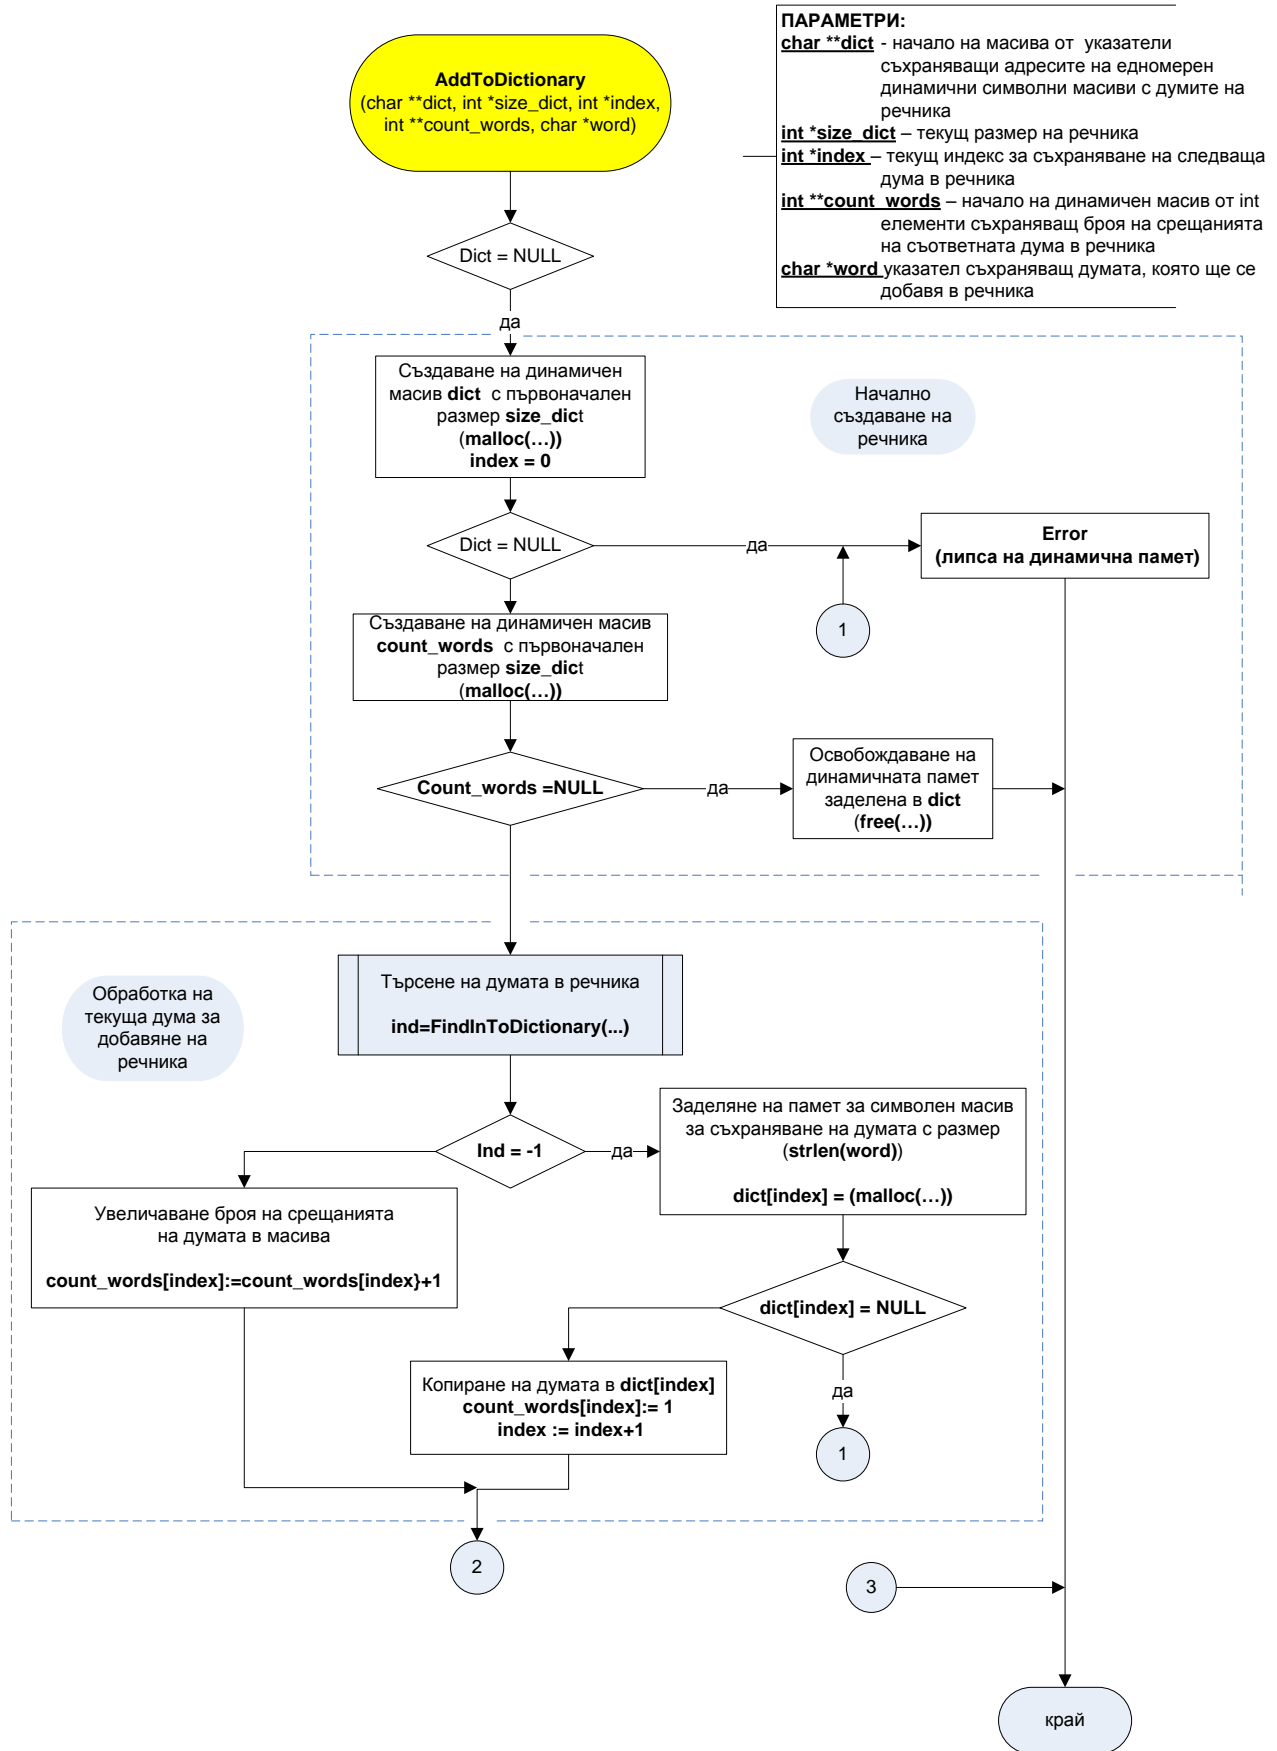 AddToDictionary
(char **dict, int *size_dict, int *index,
int **count_words, char *word)
ПАРАМЕТРИ:
char **dict - начало на масива от указатели
съхраняващи адресите на едномерен
динамични символни масиви с думите на
речника
int *size_dict – текущ размер на речника
int *index – текущ индекс за съхраняване на следваща
дума в речника
int **count_words – начало на динамичен масив от int
елементи съхраняващ броя на срещанията
на съответната дума в речника
char *word указател съхраняващ думата, която ще се
добавя в речника
Dict = NULL
да
Създаване на динамичен
масив dict с първоначален
размер size_dict
(malloc(…))
index = 0
Начално
създаване на
речника
Dict = NULL
да
Error
(липса на динамична памет)
1
Създаване на динамичен масив
count_words с първоначален
размер size_dict
(malloc(…))
Count_words =NULL
да
Освобождаване на
динамичната памет
заделена в dict
(free(…))
Обработка на
текуща дума за
добавяне на
речника
Търсене на думата в речника
ind=FindInToDictionary(...)
Ind = -1
да
Заделяне на памет за символен масив
за съхраняване на думата с размер
(strlen(word))
dict[index] = (malloc(…))
Увеличаване броя на срещанията
на думата в масива
count_words[index]:=count_words[index}+1
dict[index] = NULL
да
Копиране на думата в dict[index]
count_words[index]:= 1
index := index+1
1
2
3
край